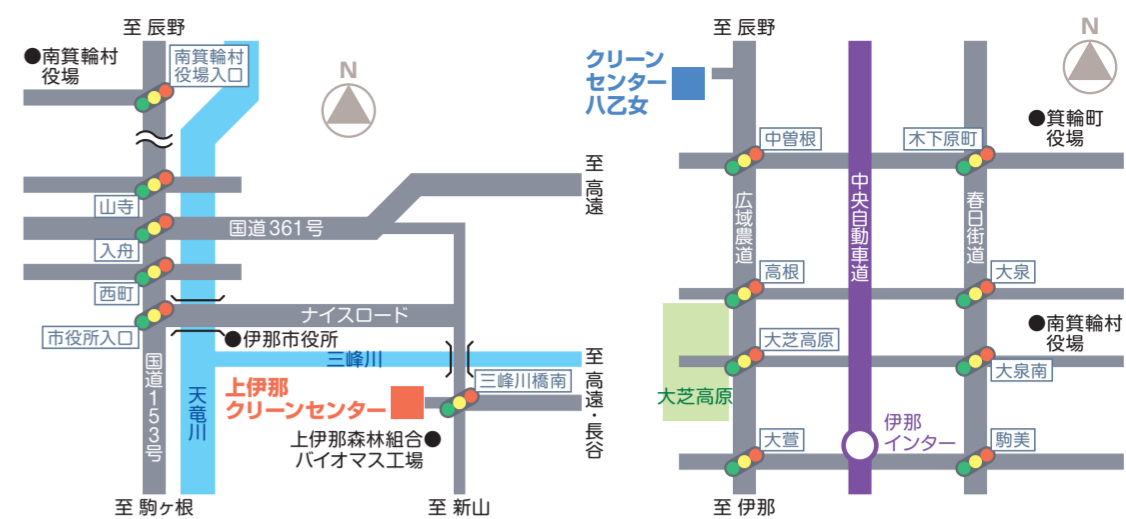 至 辰野
●南箕輪村
役場
南箕輪村
役場入口
N
山寺
入舟
西町
市役所入口
国道361号
至 高遠
ナイスロード
●伊那市役所
三峰川
国道153号
天竜川
上伊那
クリーンセンター
三峰川橋南
至 高遠・長谷
上伊那森林組合●
バイオマス工場
至 駒ヶ根
至 新山
至 辰野
N
クリーン
センター
八乙女
中曽根
木下原町
●箕輪町
役場
広域農道
中央自動車道
春日街道
高根
大泉
大芝高原
●南箕輪村
役場
大泉南
大芝高原
大萱
伊那
インター
駒美
至 伊那